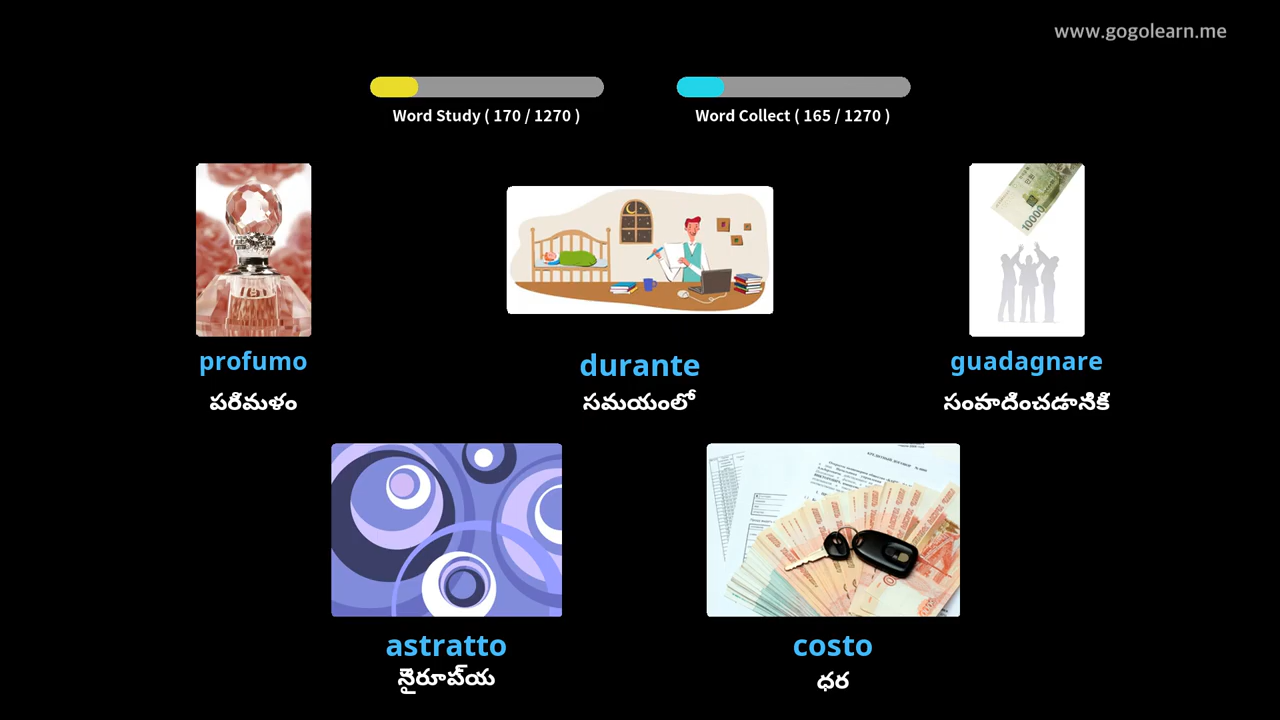 www.gogolearn.me
Word Study ( 170 / 1270 )
Word Collect ( 165 / 1270 )
10000
profumo
పరిమళం
durante
సమయంలో
guadagnare
సంపాదించడానికి
astratto
నైరూప్య
costo
ధర